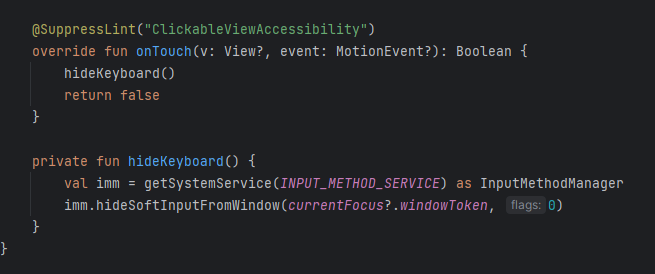 @SuppressLint("ClickableViewAccessibility")
override fun onTouch(v: View?, event: MotionEvent?): Boolean {
hideKeyboard()
return false
}
private fun hideKeyboard() {
val imm = getSystemService(INPUT_METHOD_SERVICE) as InputMethodManager
imm.hideSoftInputFromWindow(currentFocus?.windowToken, flags: 0)
}
}